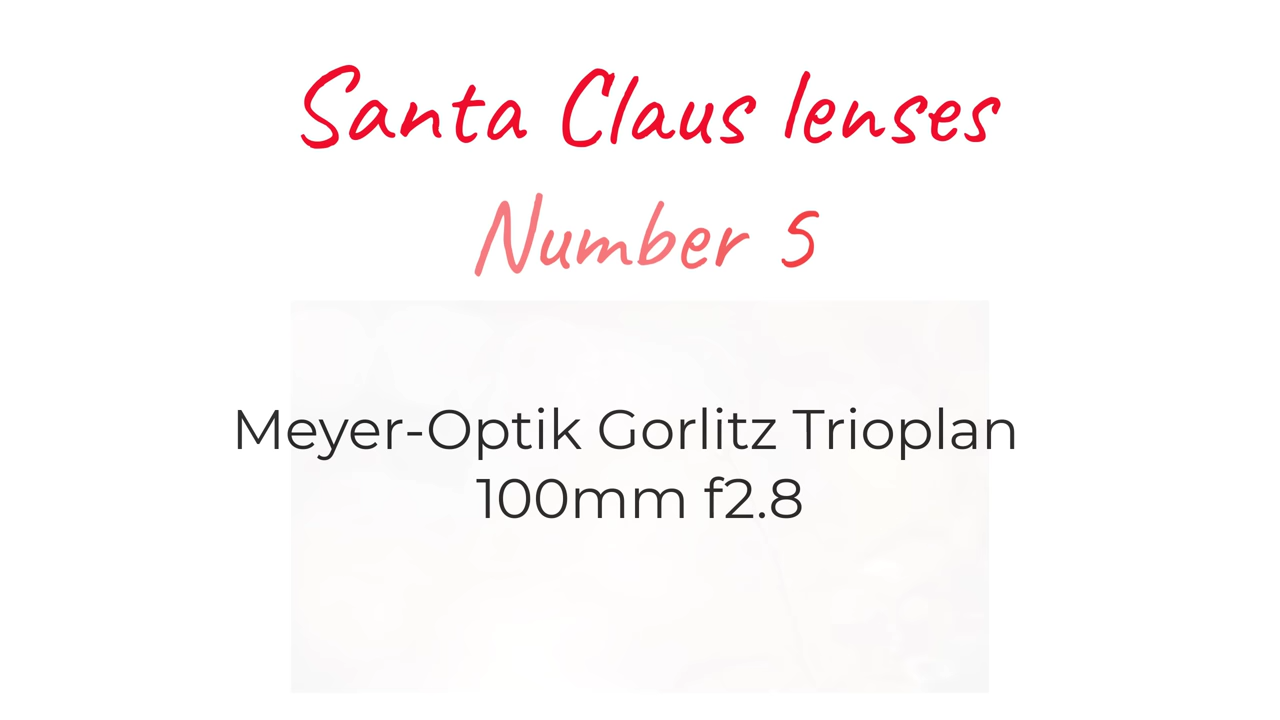 Santa Claus lenses
Number 5
Meyer-Optik Gorlitz Trioplan
100mm f2.8